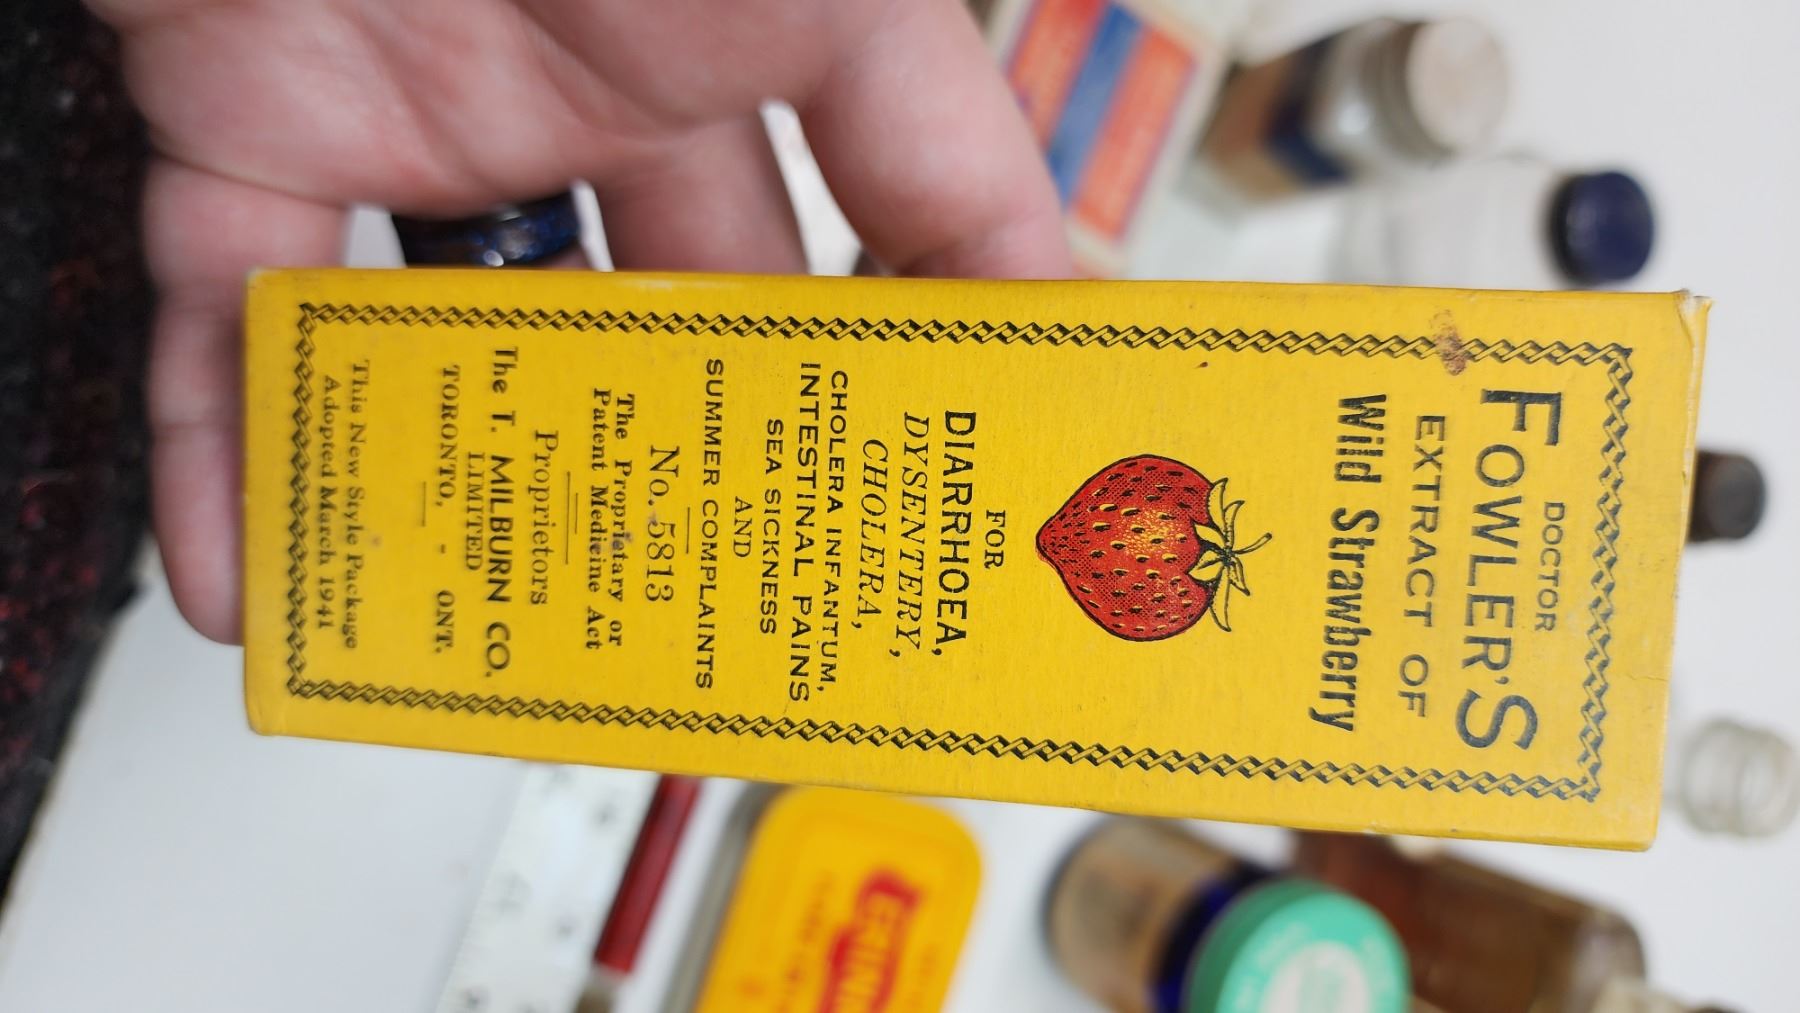 DOCTOR
FOWLER'S
EXTRACT OF
Wild Strawberry
FOR
DIARRHOEA,
DYSENTERY,
CHOLERA,
CHOLERA INFANTUM,
INTESTINAL PAINS
SEA SICKNESS
AND
SUMMER COMPLAINTS
No. 5813
The Proprietary or
Patent Medicine Act
Proprietors
The T. MILBURN CO.
LIMITED
TORONTO, - ONT.
This New Style Package
Adopted March 1941